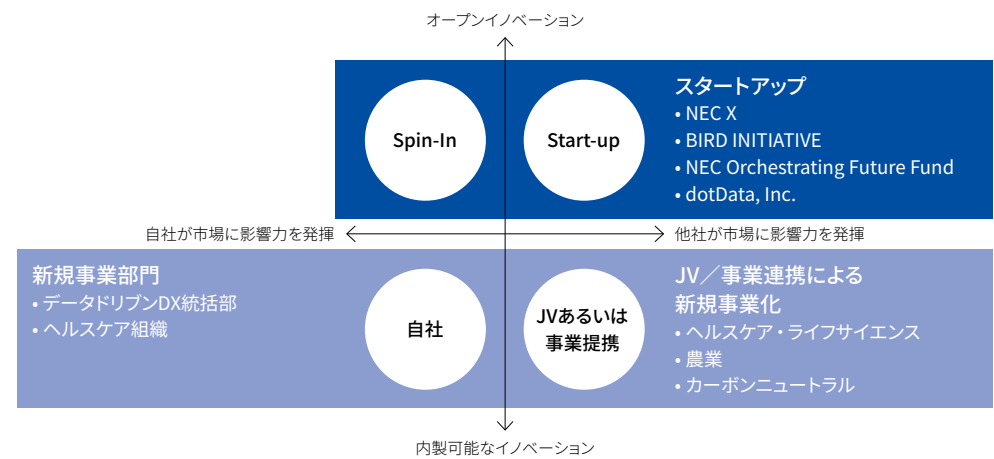 オープンイノベーション
Spin-In
Start-up
スタートアップ
• NEC X
• BIRD INITIATIVE
• NEC Orchestrating Future Fund
• dotData, Inc.
自社が市場に影響力を発揮
他社が市場に影響力を発揮
新規事業部門
• データドリブンDX統括部
• ヘルスケア組織
自社
JVあるいは
事業提携
JV／事業連携による
新規事業化
• ヘルスケア・ライフサイエンス
• 農業
• カーボンニュートラル
内製可能なイノベーション